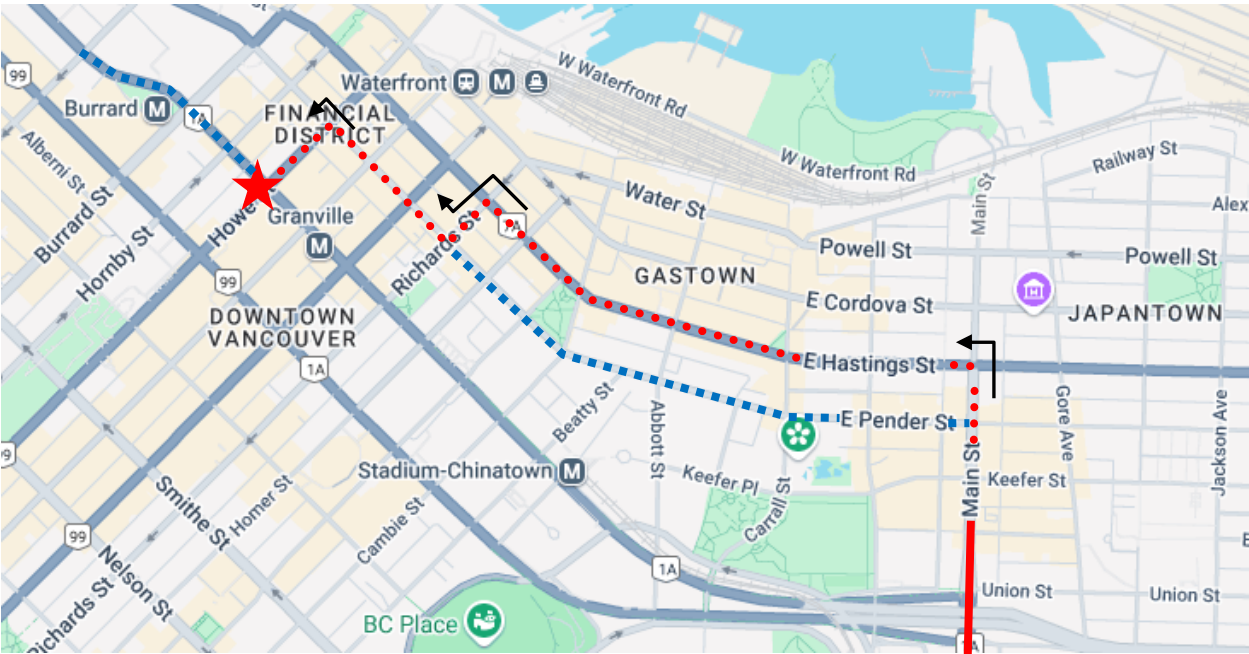 St
99
Waterfront
W Waterfront Rd
Burrard
1A
FINANCIAL
DISTRICT
Railway St
Alberni St
W Waterfront Rd
Main St
Burrard St
Howe
Granville
Water St
Alex
Hornby St
Richards St
1A
Powell St
Powell St
99
GASTOWN
E Cordova St
JAPANTOWN
DOWNTOWN
VANCOUVER
1A
E Hastings St
Beatty St
Abbott St
E Pender St
Gore Ave
Jackson Ave
99
Stadium-Chinatown
Keefer Pl
Main St
Keefer St
Smithe St
Homer St
Cambie St
Carrall St
99
Nelson St
1A
Union St
Union St
Richards St
BC Place
1A